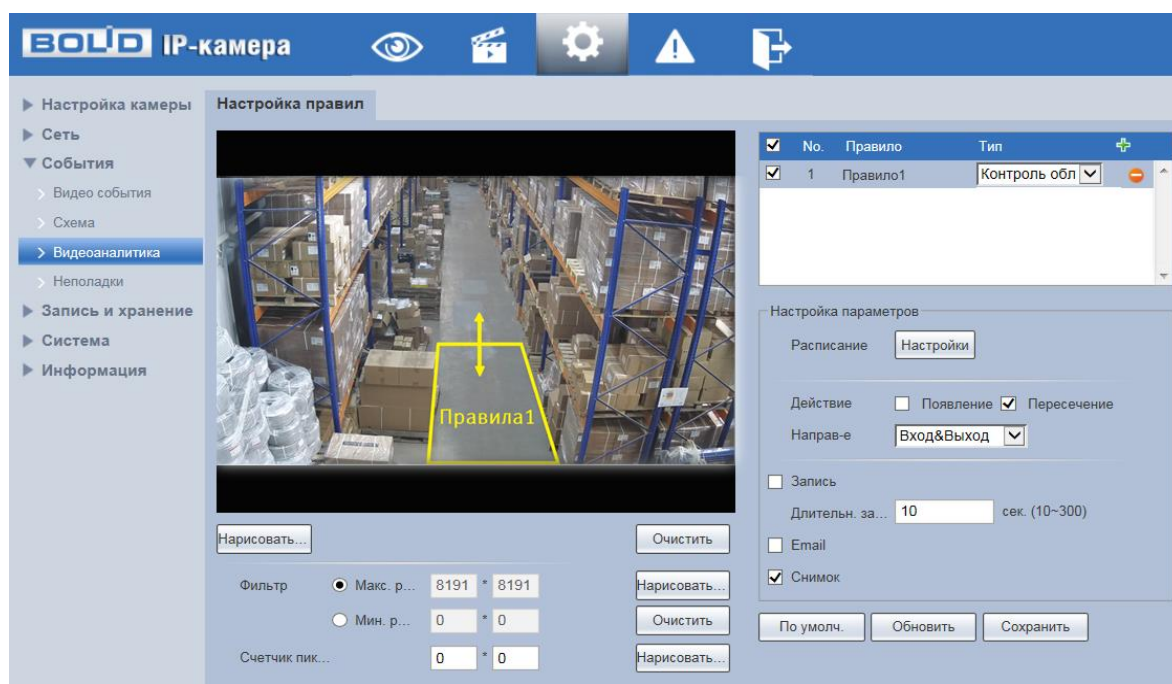 BOLID IP-камера
Настройка камеры
Сеть
События
Видео события
Схема
Видеоаналитика
Неполадки
Запись и хранение
Система
Информация
Настройка правил
Правила1
Нарисовать...
Очистить
Фильтр Макс. р... 8191 * 8191 Нарисовать...
Мин. р... 0 * 0 Очистить
Счетчик пик... 0 * 0 Нарисовать...
No. Правило Тип
1 Правило1 Контроль обл
Настройка параметров
Расписание Настройки
Действие Появление Пересечение
Направ-е Вход&Выход
Запись
Длительн. за... 10 сек. (10~300)
Email
Снимок
По умолч. Обновить Сохранить